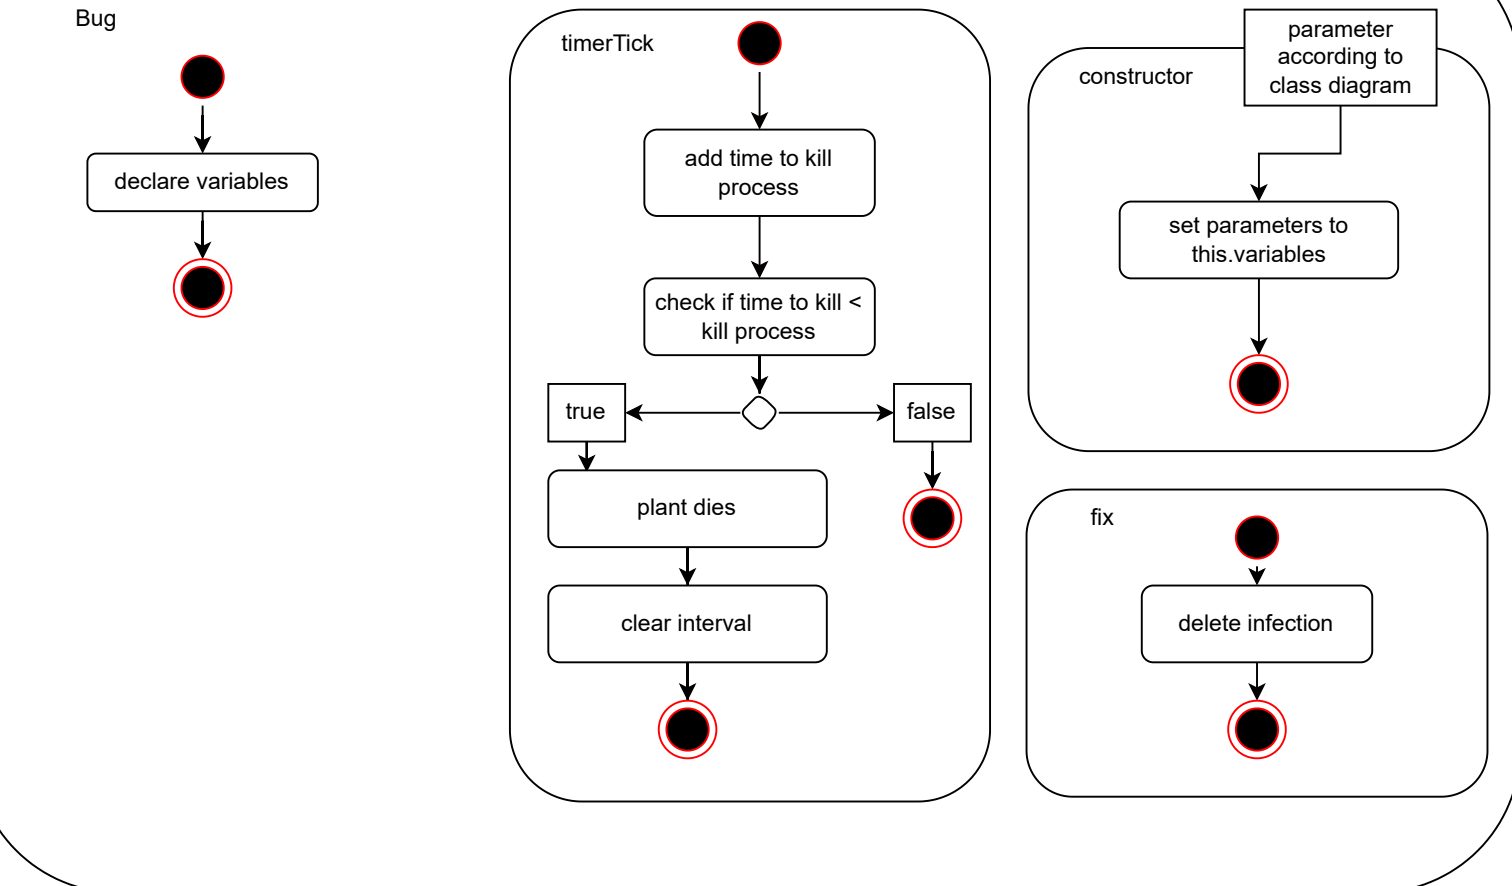 Bug
declare variables
timerTick
add time to kill
process
check if time to kill <
kill process
true
false
plant dies
clear interval
parameter
according to
class diagram
constructor
set parameters to
this.variables
fix
delete infection